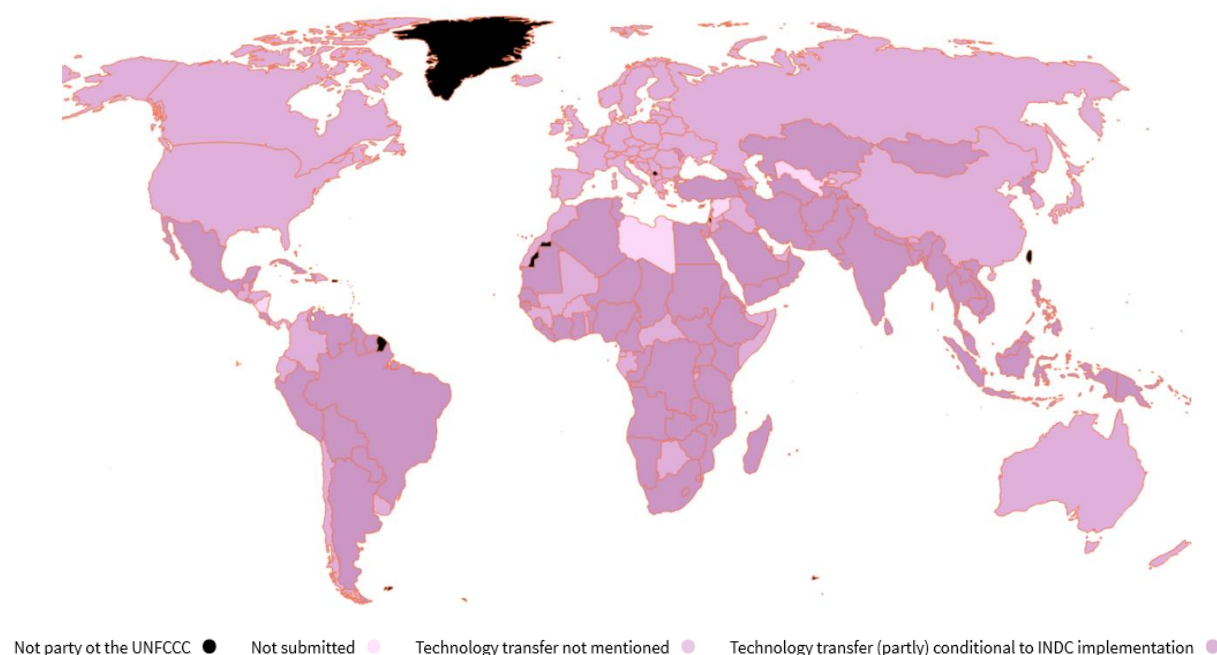 Not party ot the UNFCCC Not submitted Technology transfer not mentioned Technology transfer (partly) conditional to INDC implementation